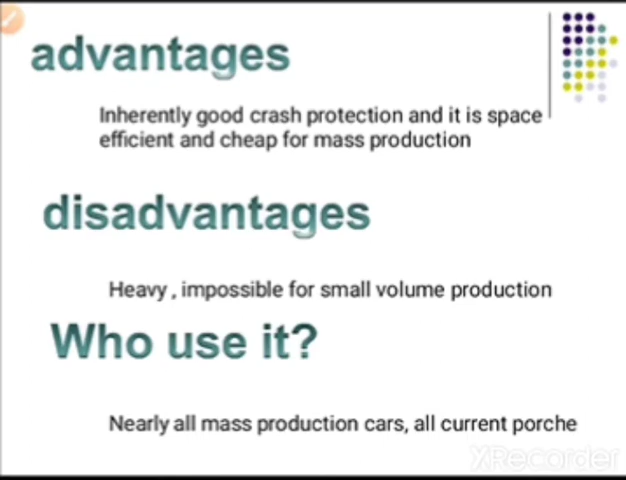 advantages
Inherently good crash protection and it is space
efficient and cheap for mass production
disadvantages
Heavy , impossible for small volume production
Who use it?
Nearly all mass production cars, all current porche
XRecorder